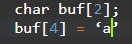 char buf[2];
buf[4] = ‘a’